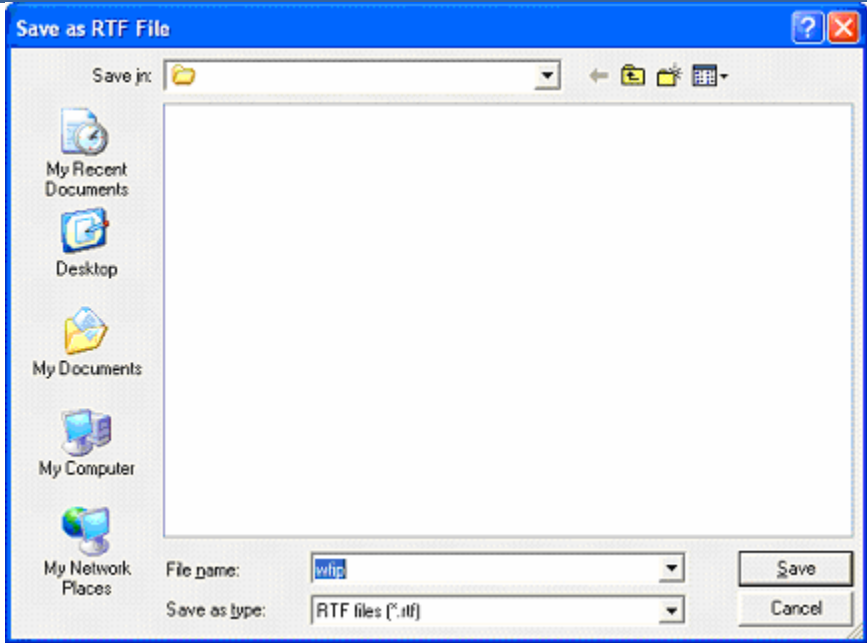 Save as RTF File
Save in:
My Recent
Documents
Desktop
My Documents
My Computer
My Network
Places
File name:
wfip
Save
Save as type:
RTF files (*.rtf)
Cancel